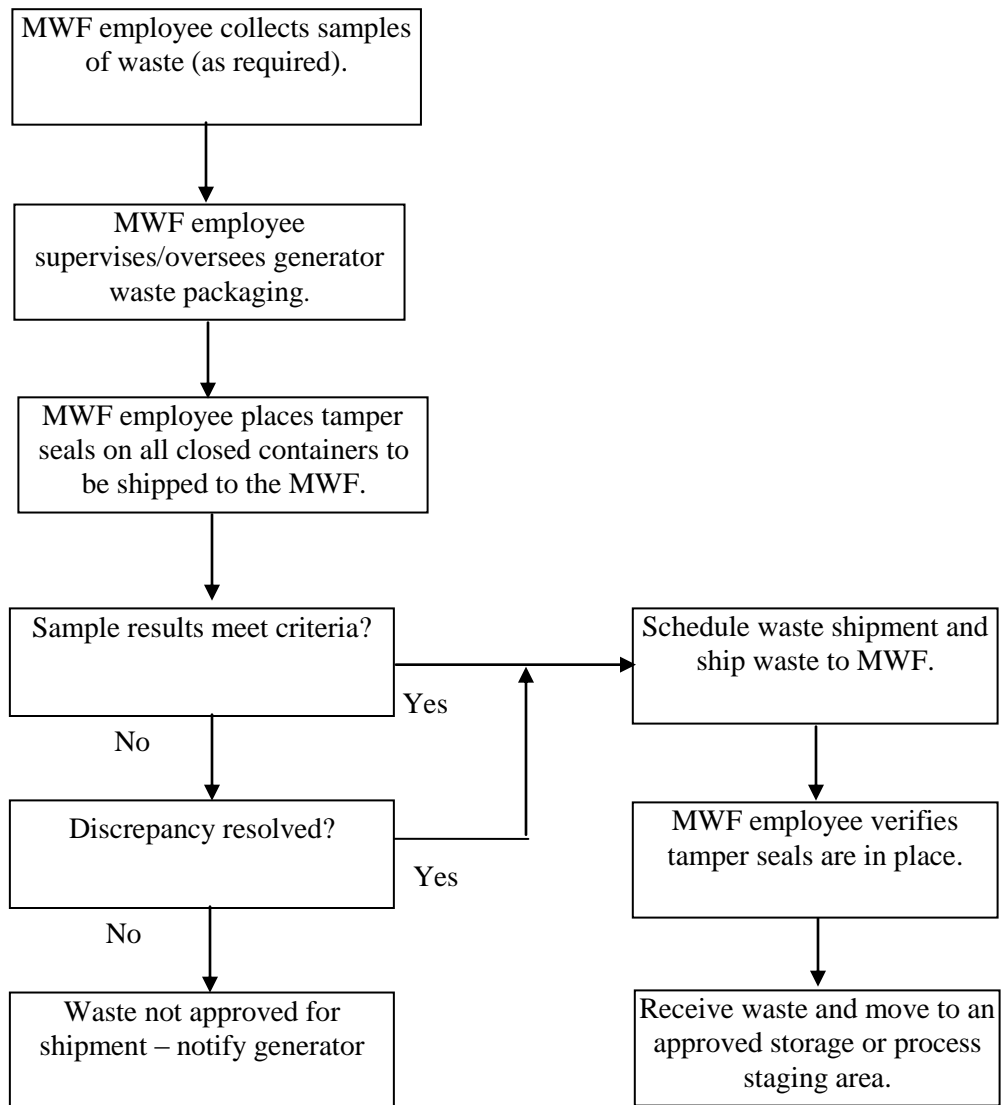 MWF employee collects samples
of waste (as required).
MWF employee
supervises/oversees generator
waste packaging.
MWF employee places tamper
seals on all closed containers to
be shipped to the MWF.
Sample results meet criteria?
Yes
No
Schedule waste shipment and
ship waste to MWF.
Discrepancy resolved?
Yes
No
MWF employee verifies
tamper seals are in place.
Waste not approved for
shipment – notify generator
Receive waste and move to an
approved storage or process
staging area.